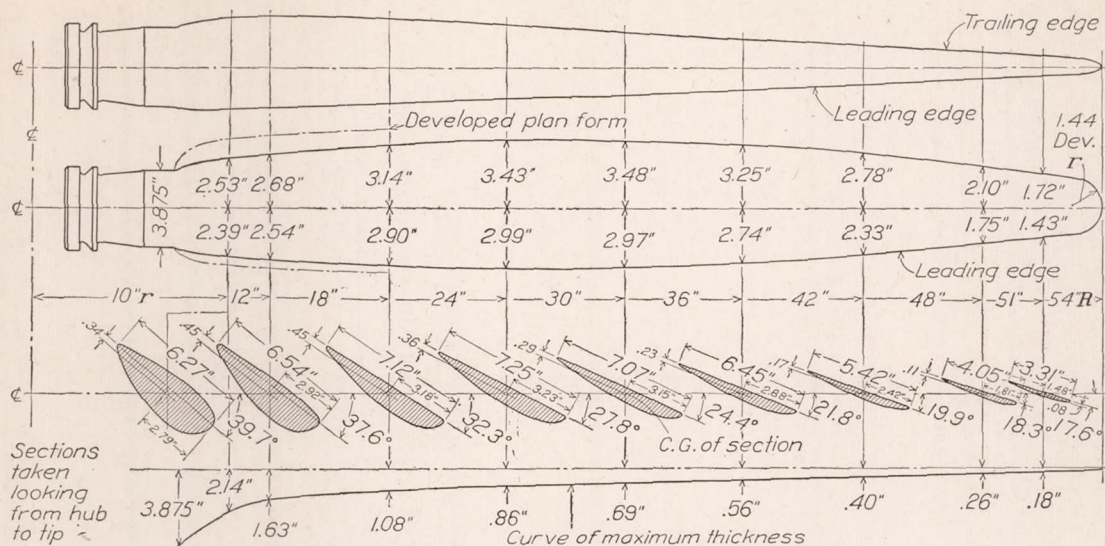 Trailing edge
℄
Leading edge
℄
Developed plan form
1.44
Dev.
r
3.875"
2.53" 2.68" 3.14" 3.43" 3.48" 3.25" 2.78" 2.10" 1.72"
℄
2.39" 2.54" 2.90" 2.99" 2.97" 2.74" 2.33" 1.75" 1.43"
Leading edge
10"r 12" 18" 24" 30" 36" 42" 48" 51" 54"R
.34" .45" .45" .36" .29" .23" .17" .11"
6.27" 6.54" 7.12" 7.25" 7.07" 6.45" 5.42" 4.05" 3.31"
℄
2.79" 2.92" 3.18" 3.23" 3.15" 2.88" 2.42" 1.81" 1.48"
.08
39.7° 37.6° 32.3° 27.8° 24.4° 21.8° 19.9° 18.3° 17.6°
C.G. of section
Sections
taken
looking
from hub
to tip
3.875" 2.14" 1.63" 1.08" .86" .69" .56" .40" .26" .18"
Curve of maximum thickness